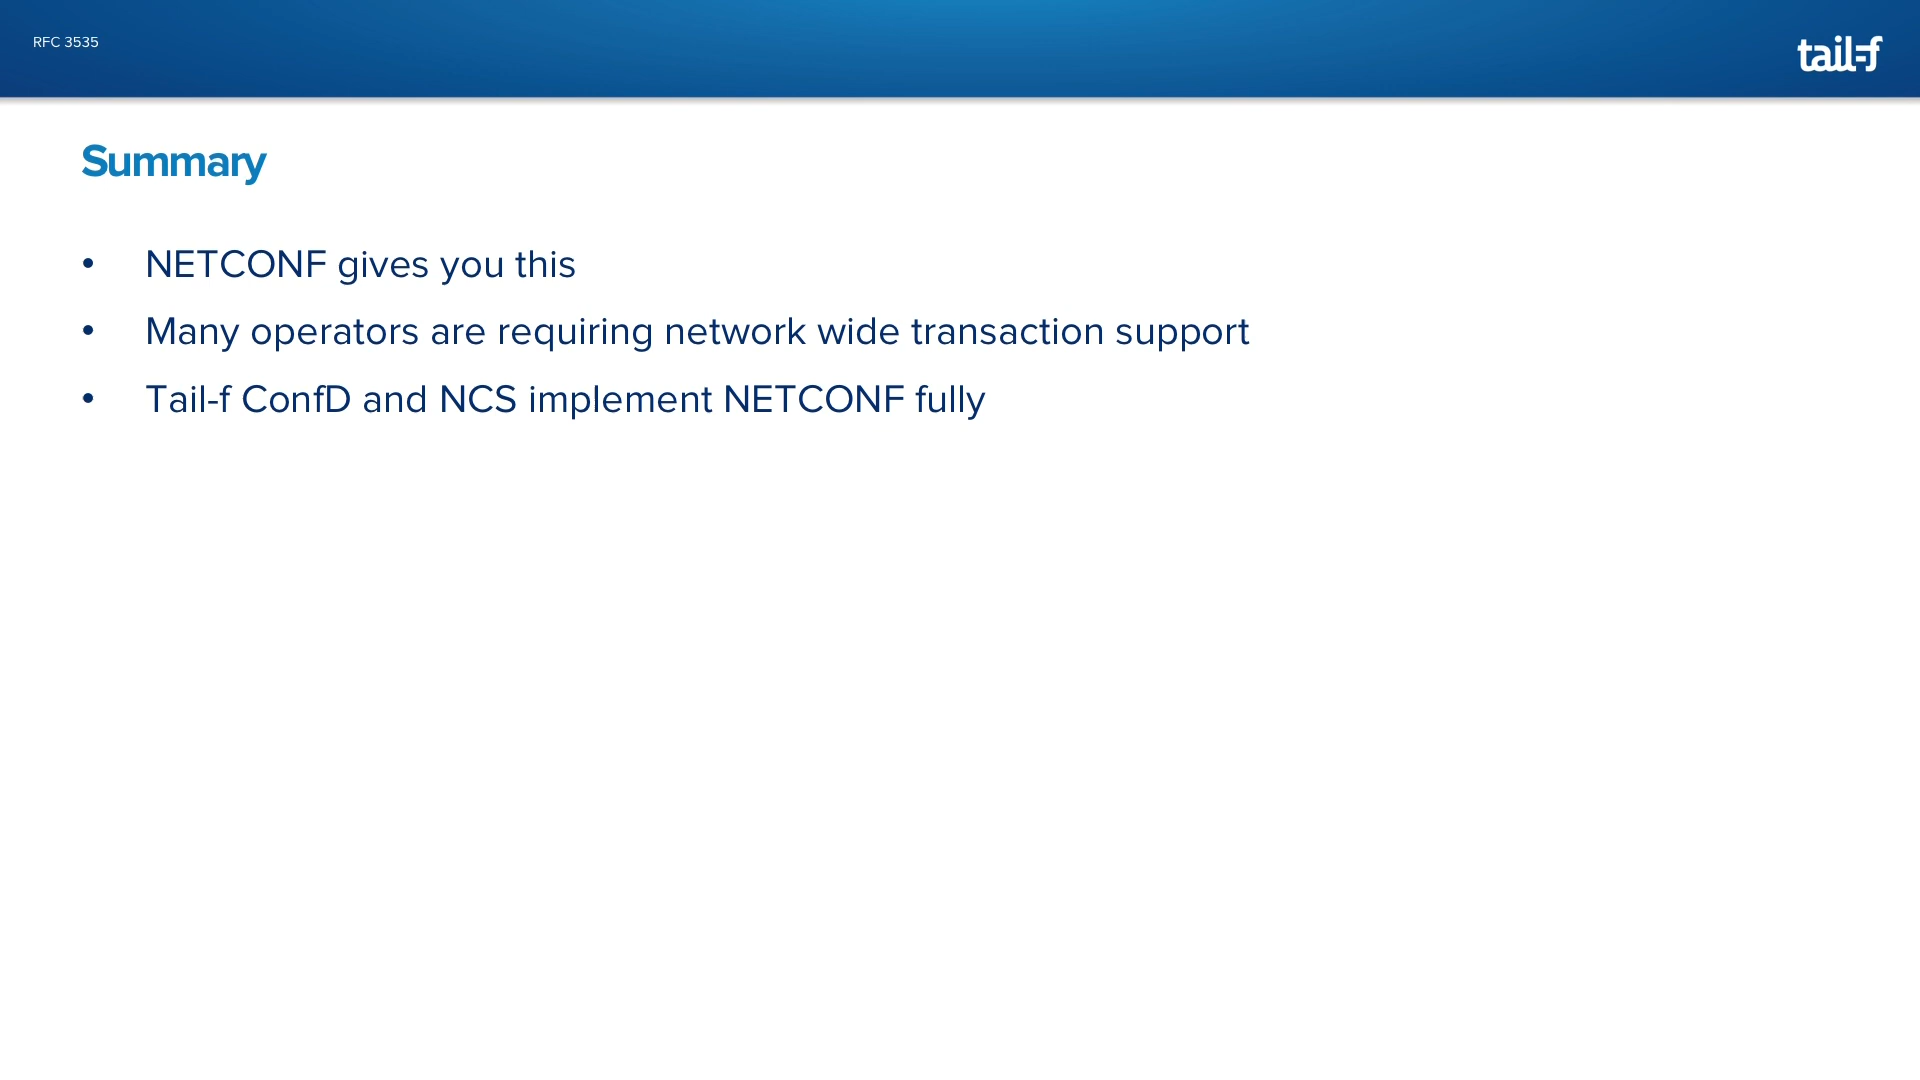 RFC 3535
tail-f
Summary
• NETCONF gives you this
• Many operators are requiring network wide transaction support
• Tail-f ConfD and NCS implement NETCONF fully